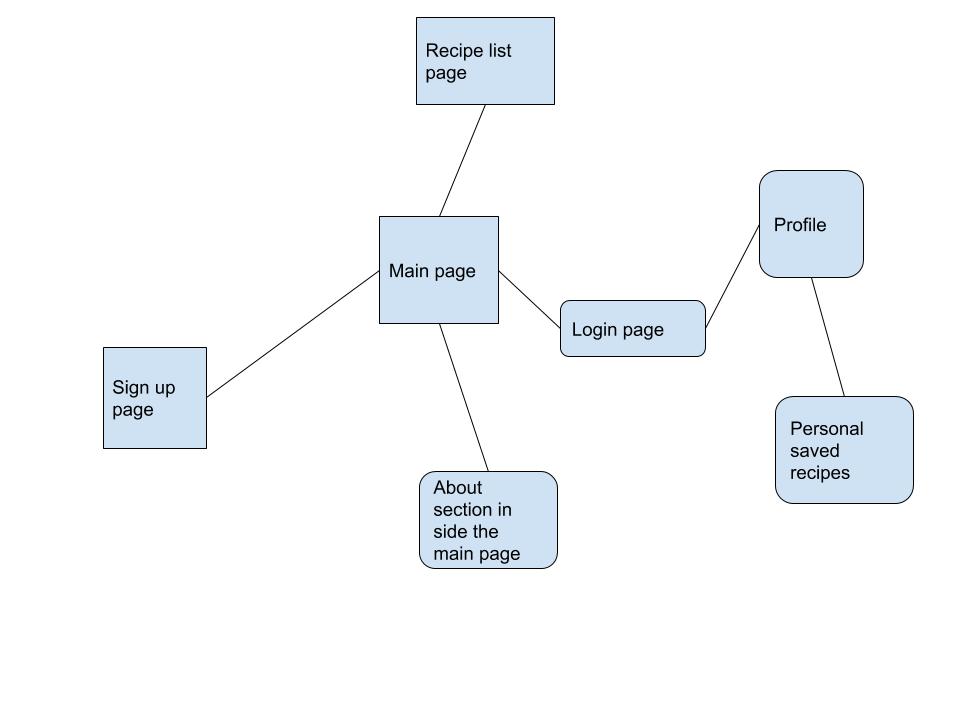 Recipe list
page
Profile
Main page
Login page
Sign up
page
Personal
saved
recipes
About
section in
side the
main page